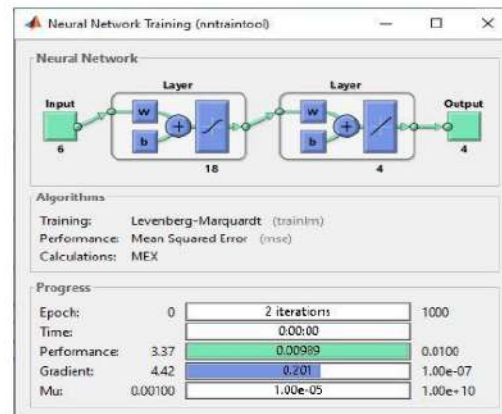 Neural Network Training (nntraintool)
Neural Network
Layer Layer
Input Output
w w
b b
6 4
18 4
Algorithms
Training: Levenberg-Marquardt (trainlm)
Performance: Mean Squared Error (mse)
Calculations: MEX
Progress
Epoch: 0 2 iterations 1000
Time: 0:00:00
Performance: 3.37 0.00989 0.0100
Gradient: 4.42 0.201 1.00e-07
Mu: 0.00100 1.00e-05 1.00e+10